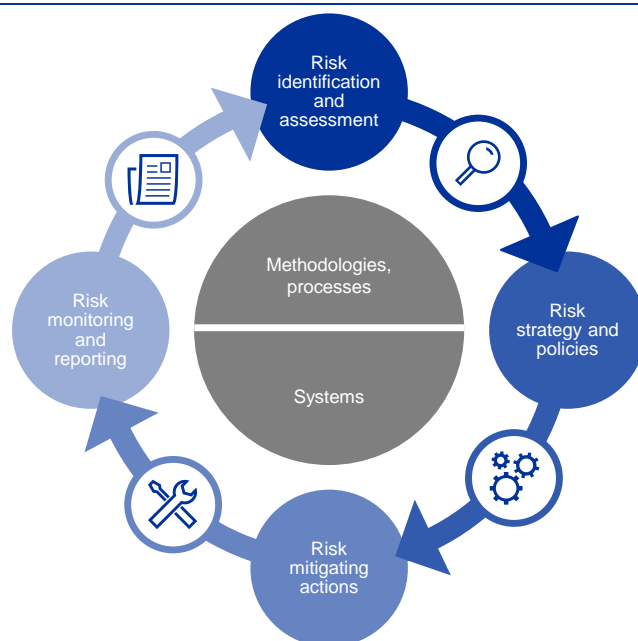 Risk
identification
and
assessment
Methodologies,
processes
Risk
monitoring
and
reporting
Risk
strategy and
policies
Systems
Risk
mitigating
actions